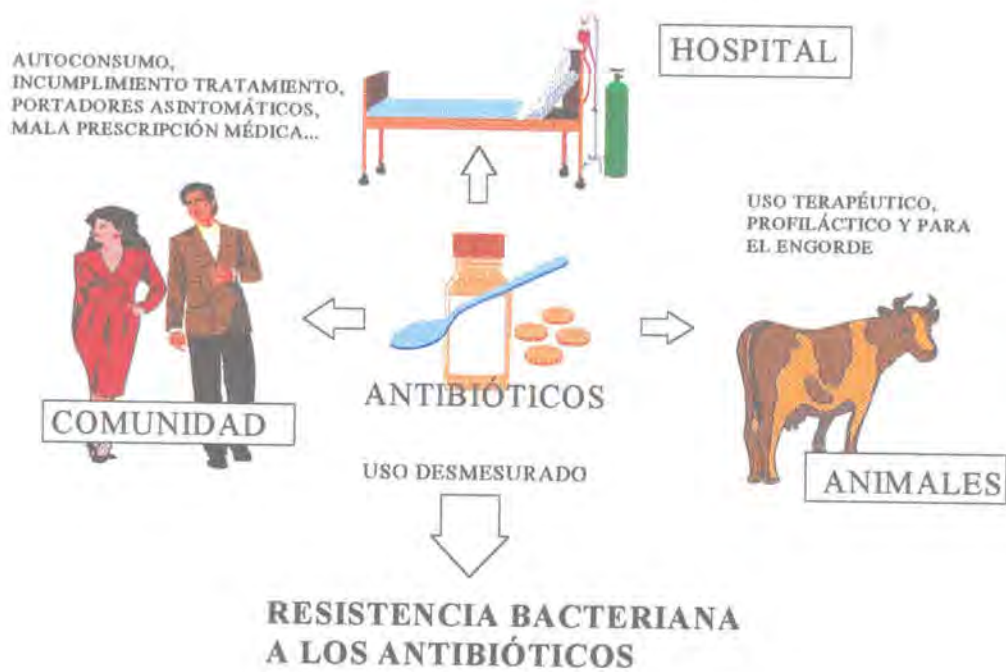 HOSPITAL
AUTOCONSUMO,
INCUMPLIMIENTO TRATAMIENTO,
PORTADORES ASINTOMÁTICOS,
MALA PRESCRIPCIÓN MÉDICA...
USO TERAPÉUTICO,
PROFILÁCTICO Y PARA
EL ENGORDE
ANTIBIÓTICOS
COMUNIDAD
ANIMALES
USO DESMESURADO
RESISTENCIA BACTERIANA
A LOS ANTIBIÓTICOS